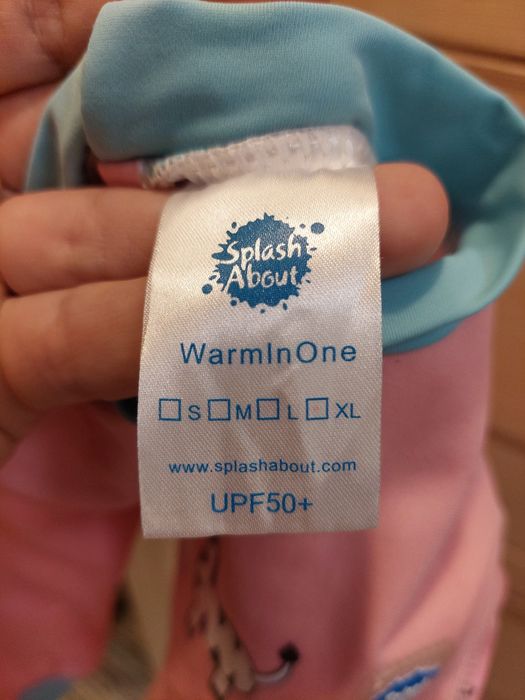 Splash
About
WarmInOne
☐ S ☐ M ☐ L ☐ XL
www.splashabout.com
UPF50+